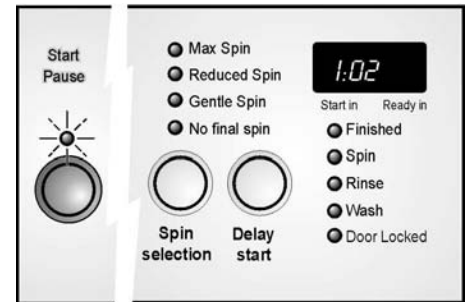 Start
Pause
Max Spin
Reduced Spin
Gentle Spin
No final spin
Spin
selection
Delay
start
1:02
Start in Ready in
Finished
Spin
Rinse
Wash
Door Locked